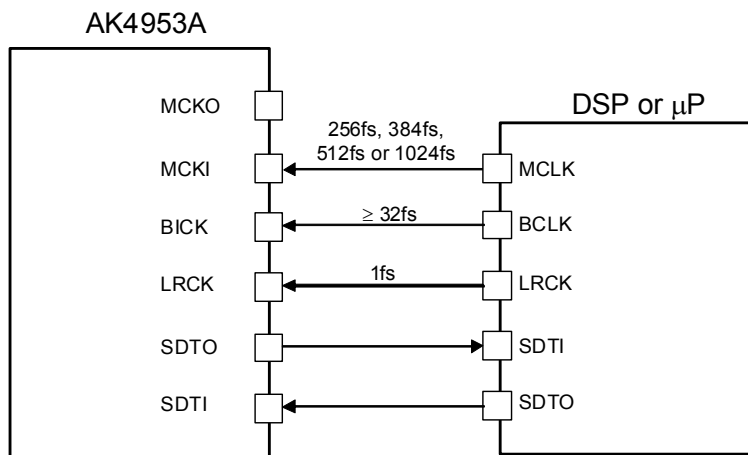 AK4953A
DSP or μP
MCKO
256fs, 384fs,
512fs or 1024fs
MCKI
MCLK
≥ 32fs
BICK
BCLK
1fs
LRCK
LRCK
SDTO
SDTI
SDTI
SDTO